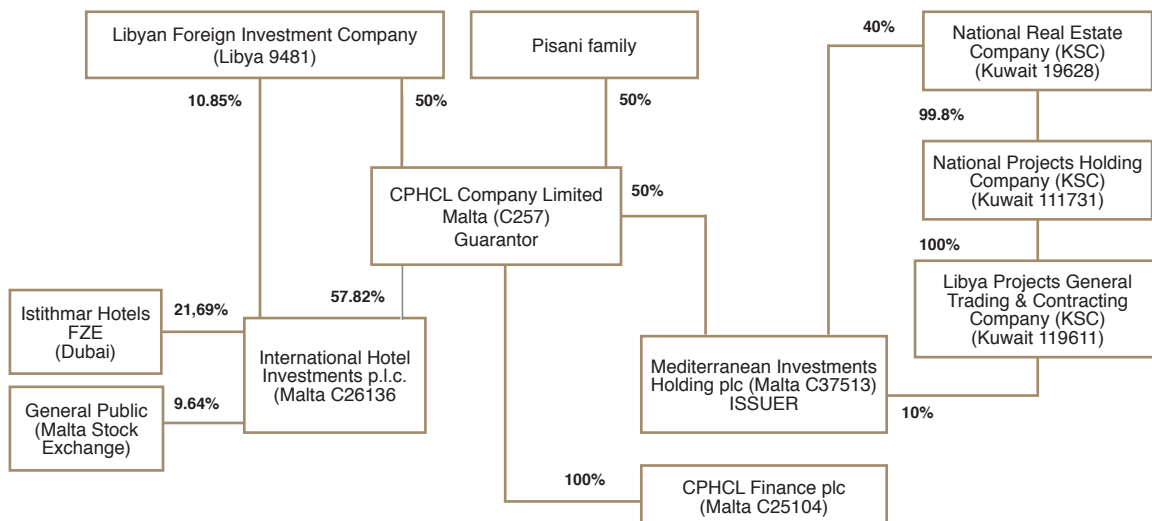 Libyan Foreign Investment Company
(Libya 9481)
Pisani family
40%
National Real Estate
Company (KSC)
(Kuwait 19628)
10.85%
50%
50%
99.8%
National Projects Holding
Company (KSC)
(Kuwait 111731)
CPHCL Company Limited
Malta (C257)
Guarantor
50%
100%
Libya Projects General
Trading & Contracting
Company (KSC)
(Kuwait 119611)
Istithmar Hotels
FZE
(Dubai)
21,69%
57.82%
International Hotel
Investments p.l.c.
(Malta C26136
Mediterranean Investments
Holding plc (Malta C37513)
ISSUER
General Public
(Malta Stock
Exchange)
9.64%
10%
100%
CPHCL Finance plc
(Malta C25104)